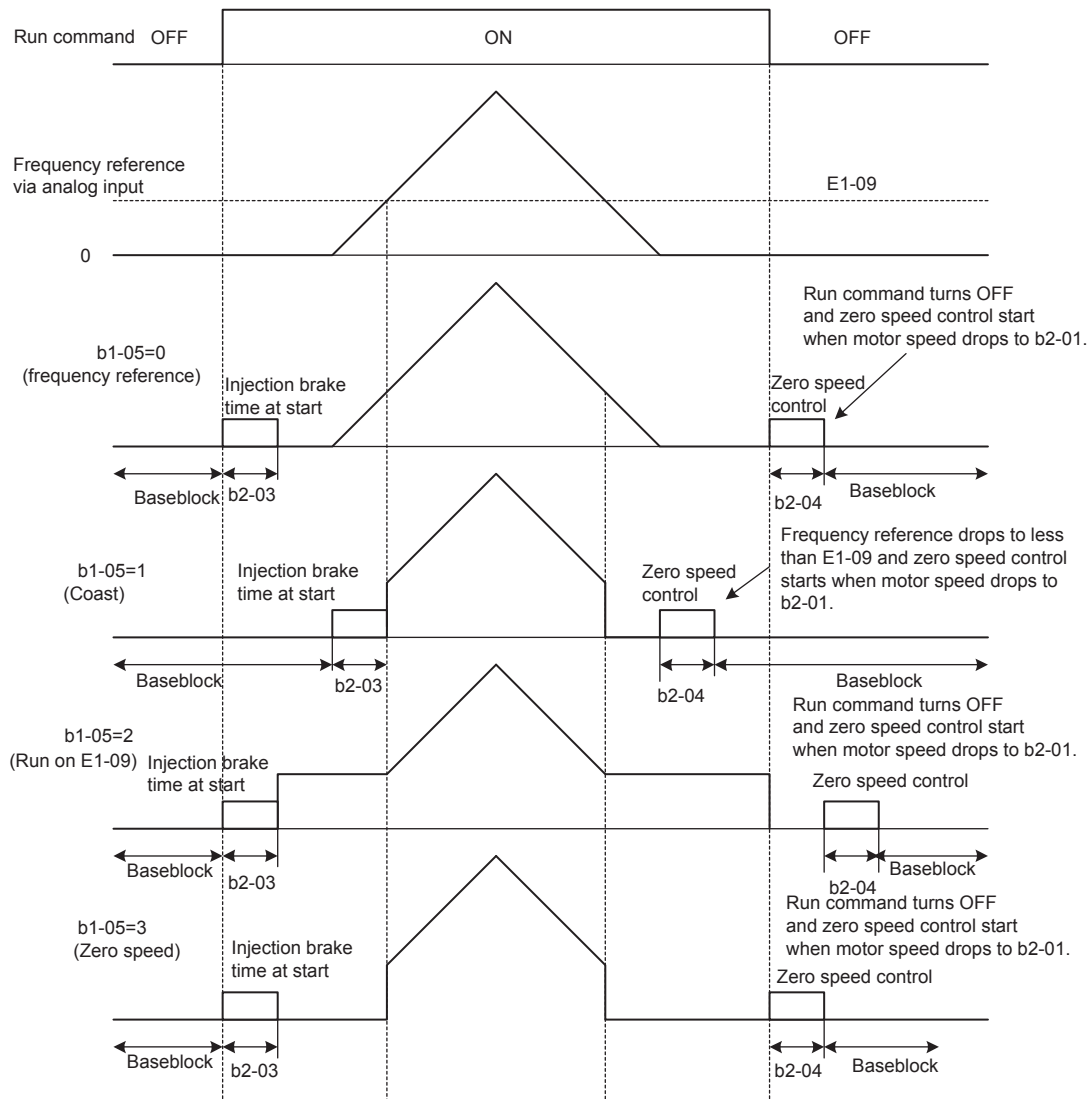 Run command OFF ON OFF
Frequency reference
via analog input
E1-09
0
Run command turns OFF
and zero speed control start
when motor speed drops to b2-01.
b1-05=0
(frequency reference)
Injection brake
time at start
Zero speed
control
Baseblock b2-03
b2-04 Baseblock
Frequency reference drops to less
than E1-09 and zero speed control
starts when motor speed drops to
b2-01.
b1-05=1
(Coast)
Injection brake
time at start
Zero speed
control
Baseblock b2-03
b2-04 Baseblock
Run command turns OFF
and zero speed control start
when motor speed drops to b2-01.
b1-05=2
(Run on E1-09)
Injection brake
time at start
Zero speed control
Baseblock b2-03
b2-04 Baseblock
Run command turns OFF
and zero speed control start
when motor speed drops to b2-01.
b1-05=3
(Zero speed)
Injection brake
time at start
Zero speed control
Baseblock b2-03
b2-04 Baseblock